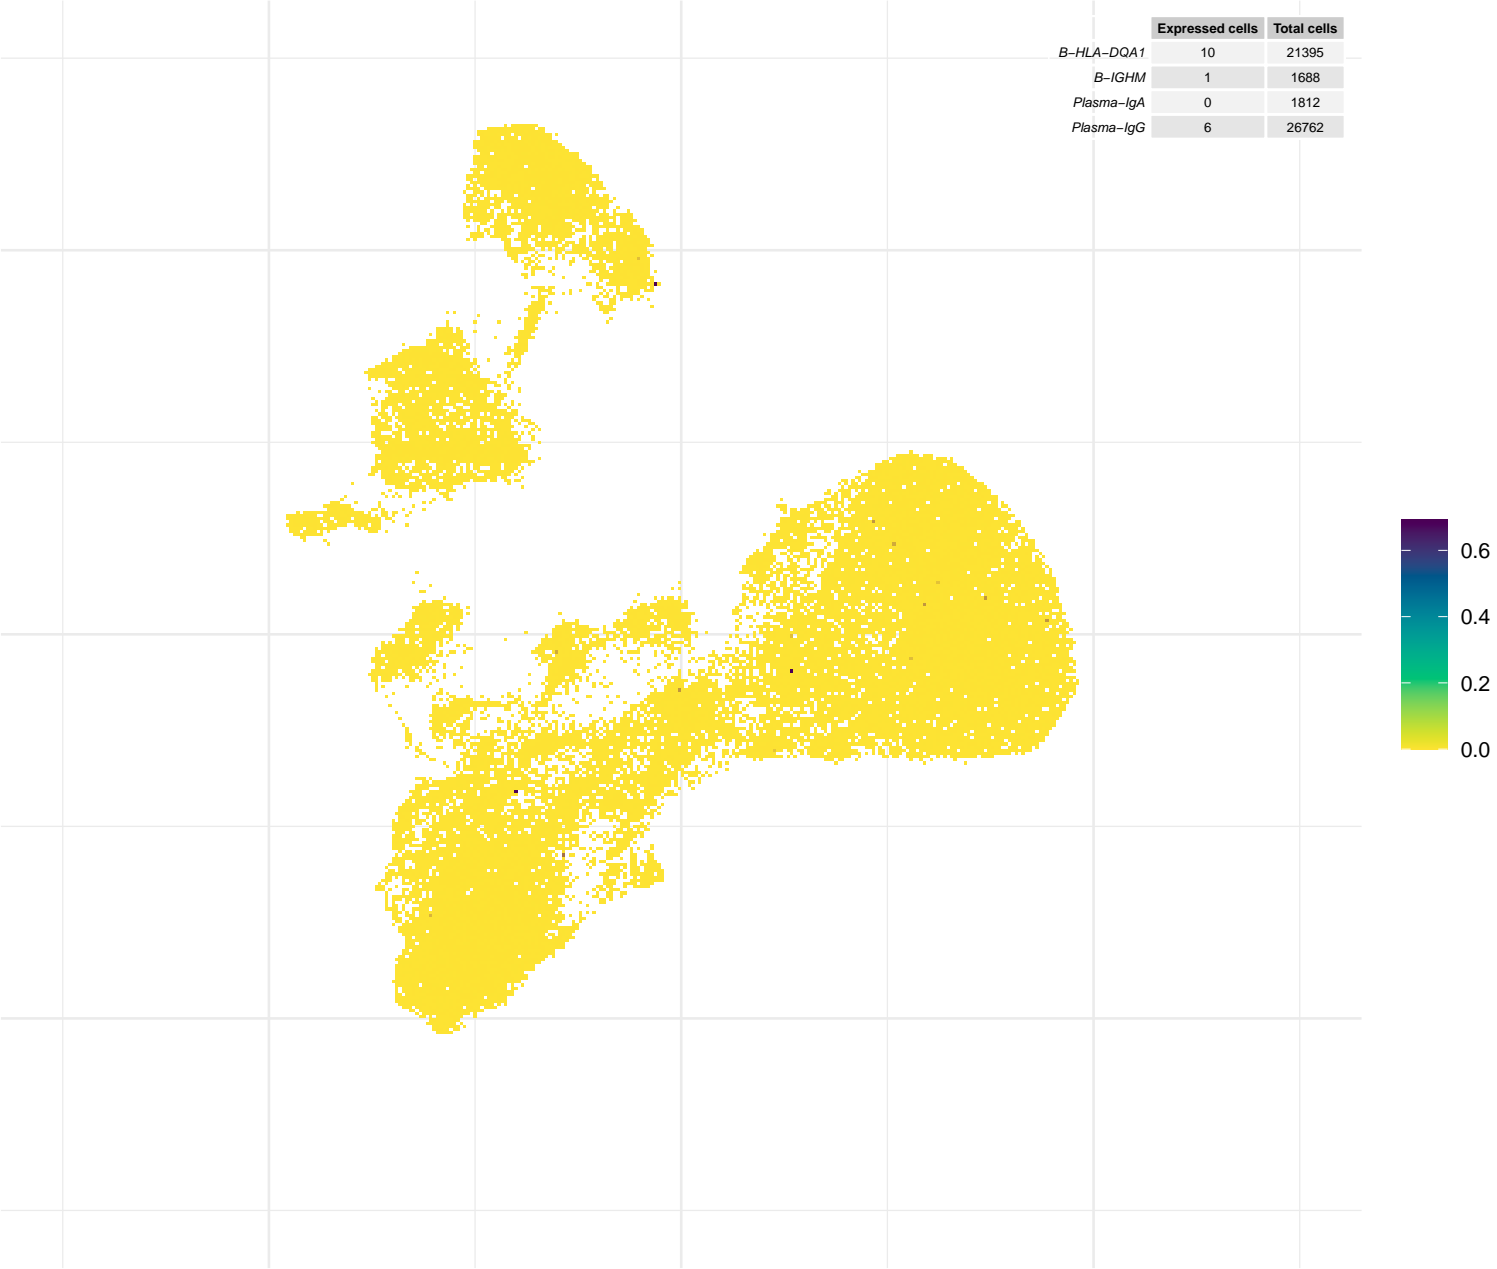 Expressed cells Total cells
B−HLA−DQA1 10 21395
B−IGHM 1 1688
Plasma−IgA 0 1812
Plasma−IgG 6 26762
0.6
0.4
0.2
0.0